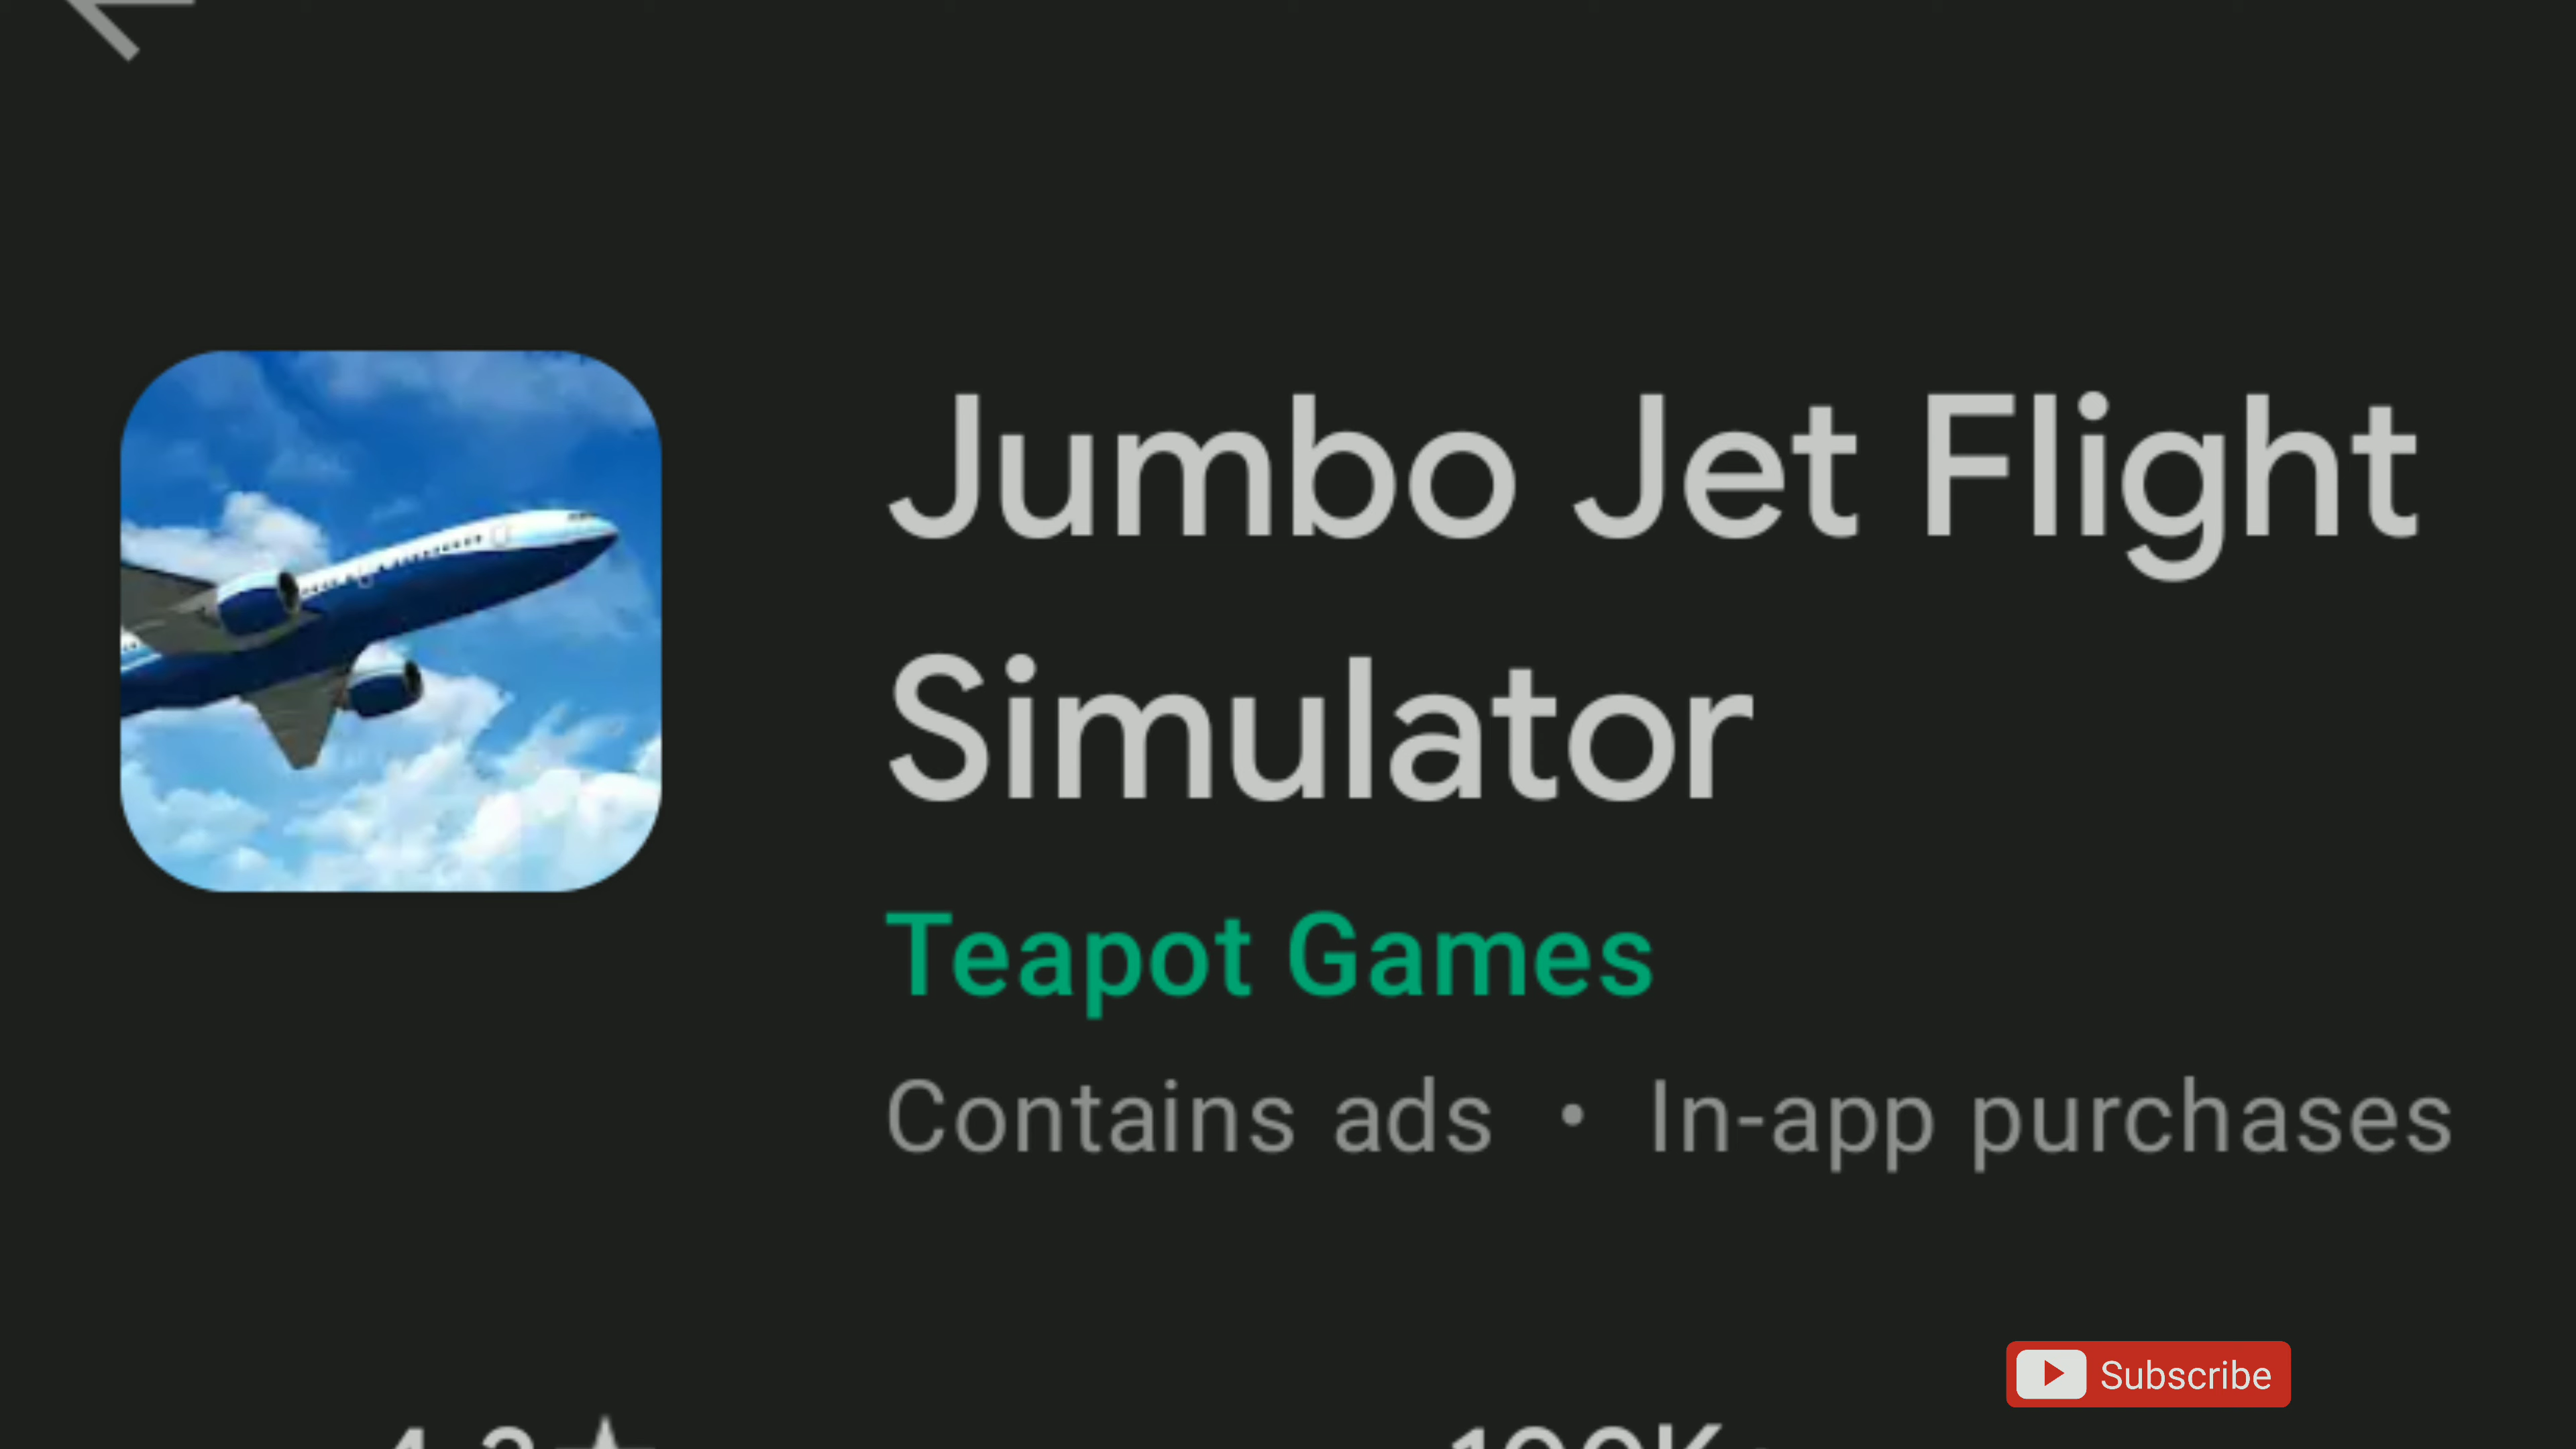 Jumbo Jet Flight
Simulator
Teapot Games
Contains ads • In-app purchases
Subscribe